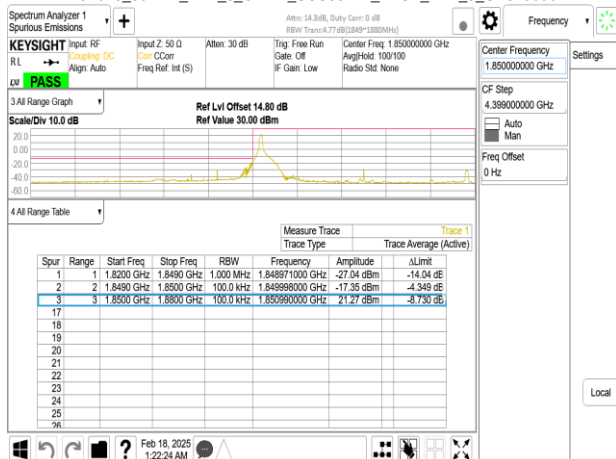 Spectrum Analyzer 1
Spurious Emissions
+
Attn: 14.3dB, Duty Corr: 0 dB
RBW Trans:4.77dB(1849~1880MHz)
Frequency
KEYSIGHT Input: RF Input Z: 50 Ω Atten: 30 dB Trig: Free Run Center Freq: 1.850000000 GHz
RL Coupling: DC Corr CCorr Gate: Off Avg|Hold: 100/100
Align: Auto Freq Ref: Int (S) IF Gain: Low Radio Std: None
LXI PASS
Center Frequency
1.850000000 GHz
Settings
CF Step
4.399000000 GHz
Auto
Man
Freq Offset
0 Hz
Local
3 All Range Graph
Ref Lvl Offset 14.80 dB
Scale/Div 10.0 dB Ref Value 30.00 dBm
20.0
0.00
-20.0
-40.0
-60.0
4 All Range Table
Measure Trace Trace 1
Trace Type Trace Average (Active)
Spur Range Start Freq Stop Freq RBW Frequency Amplitude ΔLimit
1 1 1.8200 GHz 1.8490 GHz 1.000 MHz 1.848971000 GHz -27.04 dBm -14.04 dB
2 2 1.8490 GHz 1.8500 GHz 100.0 kHz 1.849998000 GHz -17.35 dBm -4.349 dB
3 3 1.8500 GHz 1.8800 GHz 100.0 kHz 1.850990000 GHz 21.27 dBm -8.730 dB
17
18
19
20
21
22
23
24
25
26
?
Feb 18, 2025
1:22:24 AM